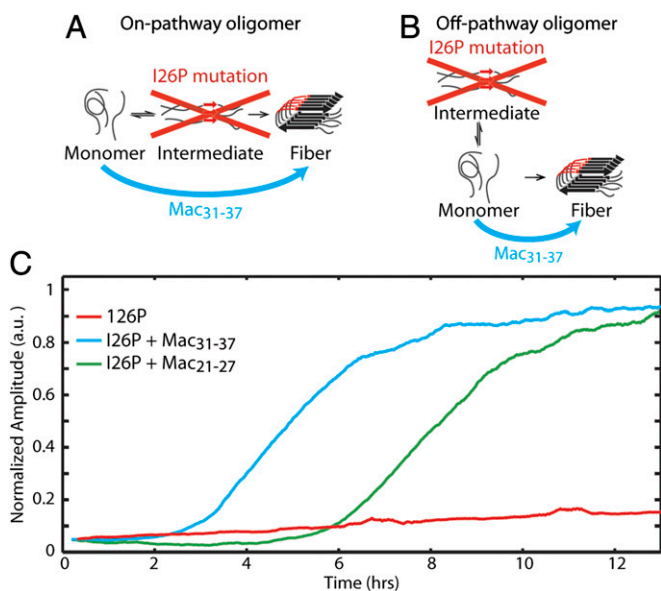 A
On-pathway oligomer
I26P mutation
Monomer
Intermediate
Fiber
Mac31-37
B
Off-pathway oligomer
I26P mutation
Intermediate
Monomer
Fiber
Mac31-37
C
Normalized Amplitude (a.u. )
1
0.8
0.6
0.4
0.2
0
126P
I26P + Mac31-37
I26P + Mac21-27
0
2
4
6
8
10
12
Time (hrs)